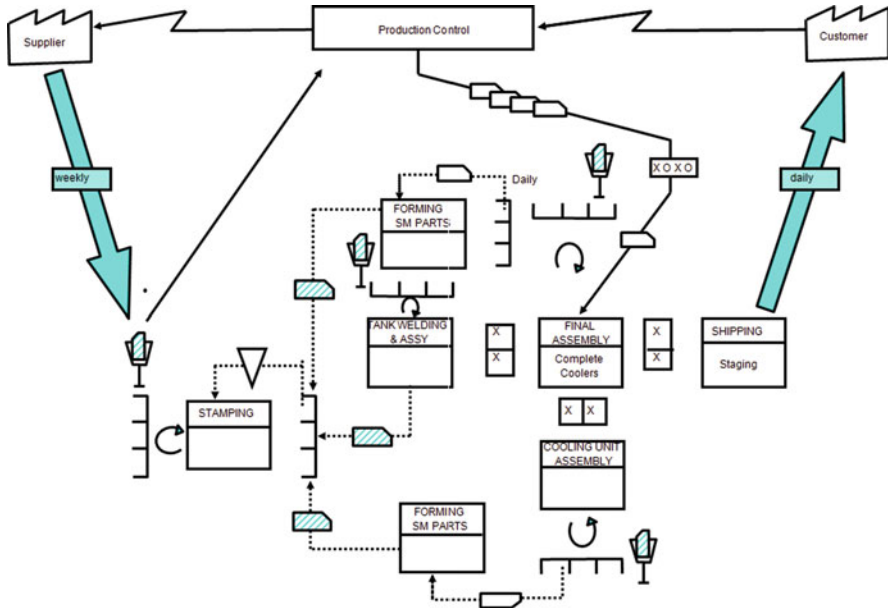 Supplier
Production Control
Customer
weekly
Daily
X O X O
daily
FORMING
SM PARTS
TANK WELDING
& ASSY
X
X
FINAL
ASSEMBLY
Complete
Coolers
X
X
SHIPPING
Staging
STAMPING
X X
COOLING UNIT
ASSEMBLY
FORMING
SM PARTS